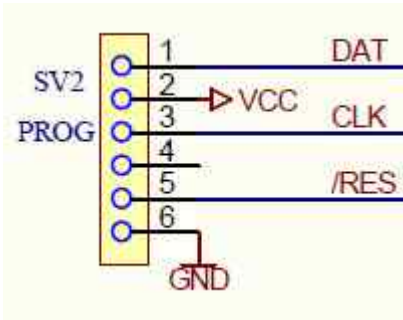 1 DAT
SV2
2 VCC
PROG
3 CLK
4
5 /RES
6
GND